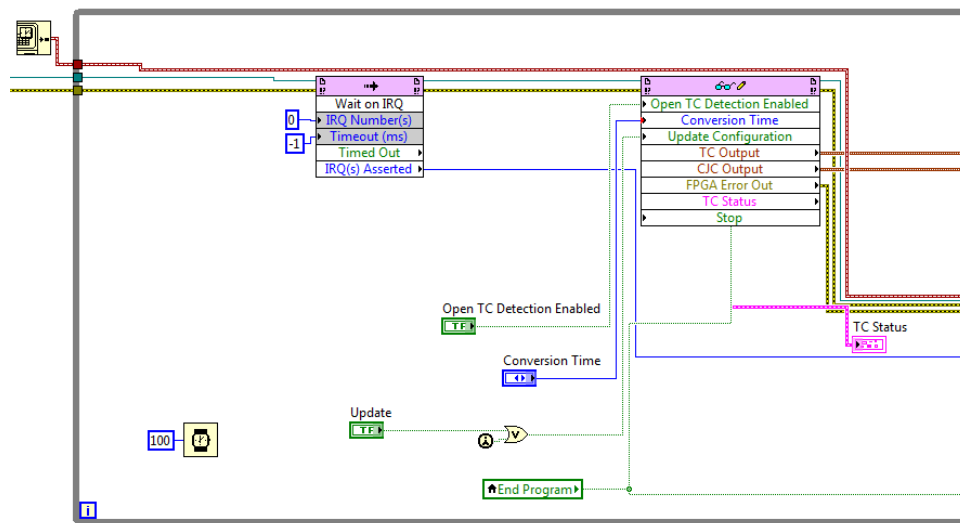 Wait on IRQ
0
IRQ Number(s)
-1
Timeout (ms)
Timed Out
IRQ(s) Asserted
Open TC Detection Enabled
Conversion Time
Update Configuration
TC Output
CJC Output
FPGA Error Out
TC Status
Stop
Open TC Detection Enabled
TF
TC Status
Conversion Time
Update
TF
100
V
End Program
i